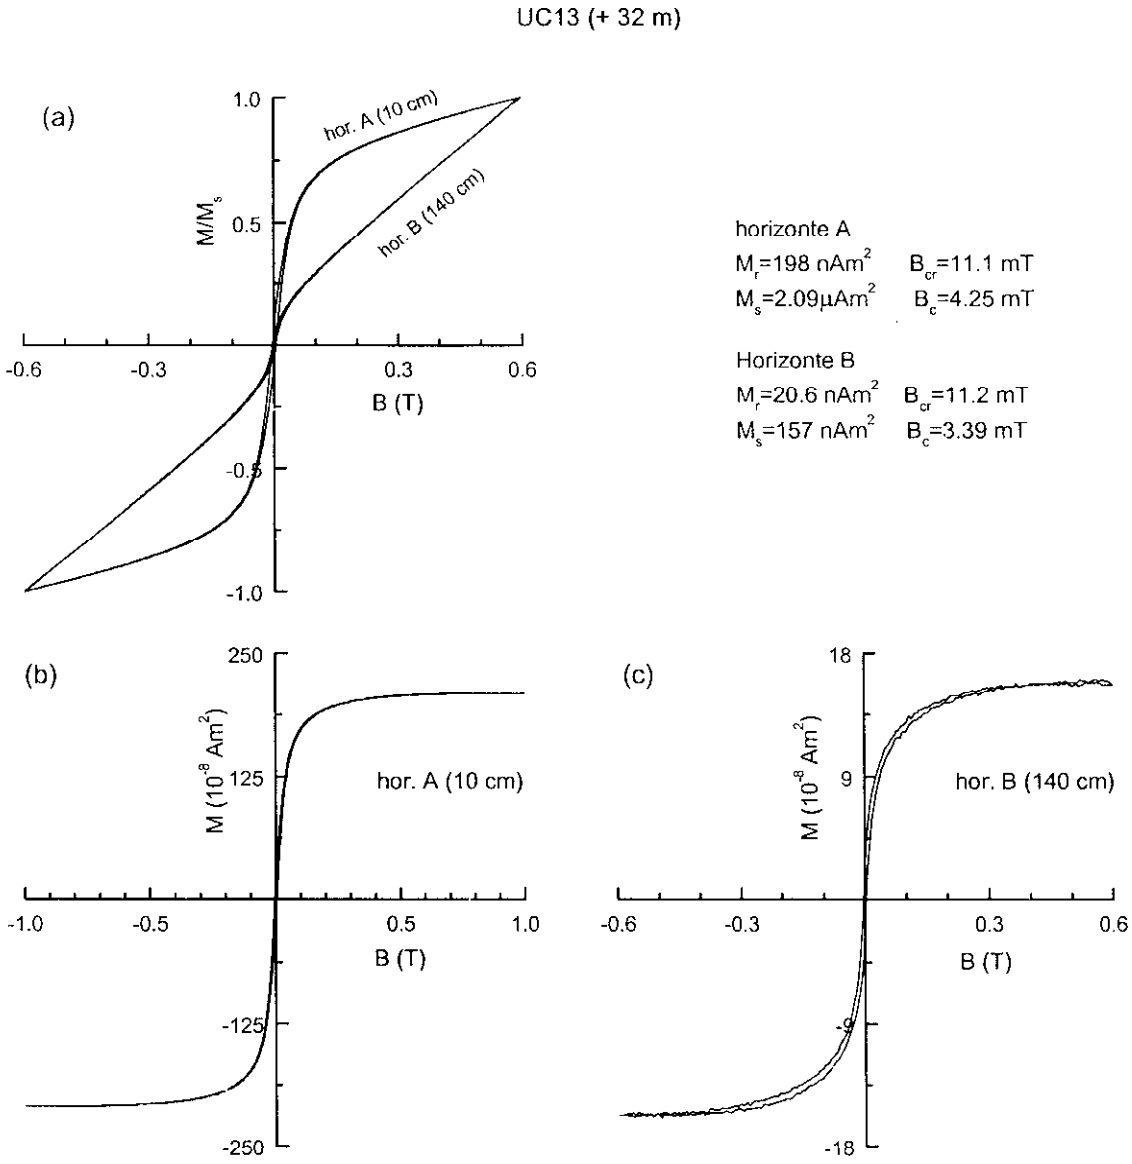 UC13 (+ 32 m)
(a)
1.0
hor. A (10 cm)
M/Ms
0.5
hor. B (140 cm)
-0.6
-0.3
0.3
0.6
B (T)
-0.5
-1.0
horizonte A
Mr=198 nAm² Bcr=11.1 mT
Ms=2.09µAm² Bc=4.25 mT
Horizonte B
Mr=20.6 nAm² Bcr=11.2 mT
Ms=157 nAm² Bc=3.39 mT
(b)
250
M (10⁻⁸ Am²)
125
hor. A (10 cm)
-1.0
-0.5
0.5
1.0
B (T)
-125
-250
(c)
18
M (10⁻⁸ Am²)
9
hor. B (140 cm)
-0.6
-0.3
0.3
0.6
B (T)
-9
-18